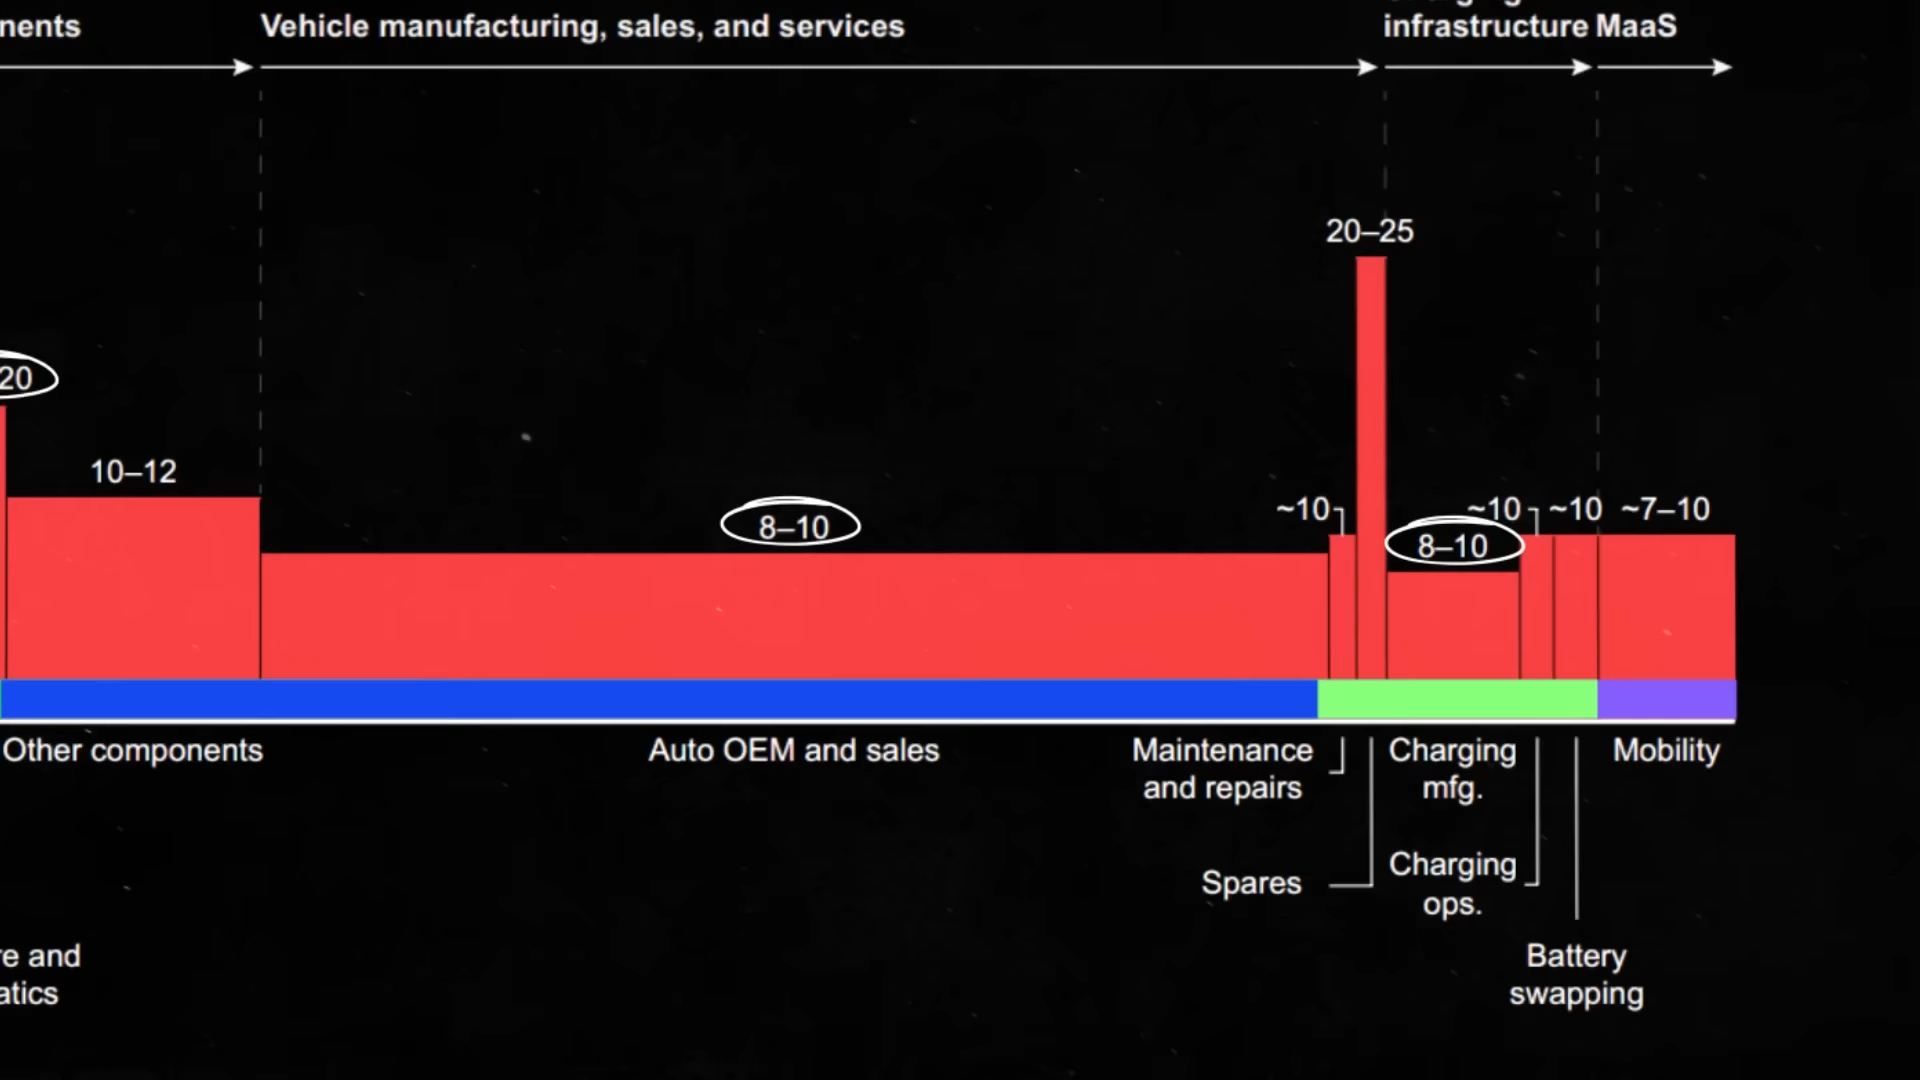 nents
Vehicle manufacturing, sales, and services
infrastructure
MaaS
20–25
20
10–12
8–10
~10
8–10
~10
~10
~7–10
Other components
Auto OEM and sales
Maintenance
and repairs
Spares
Charging
mfg.
Charging
ops.
Battery
swapping
Mobility
re and
atics